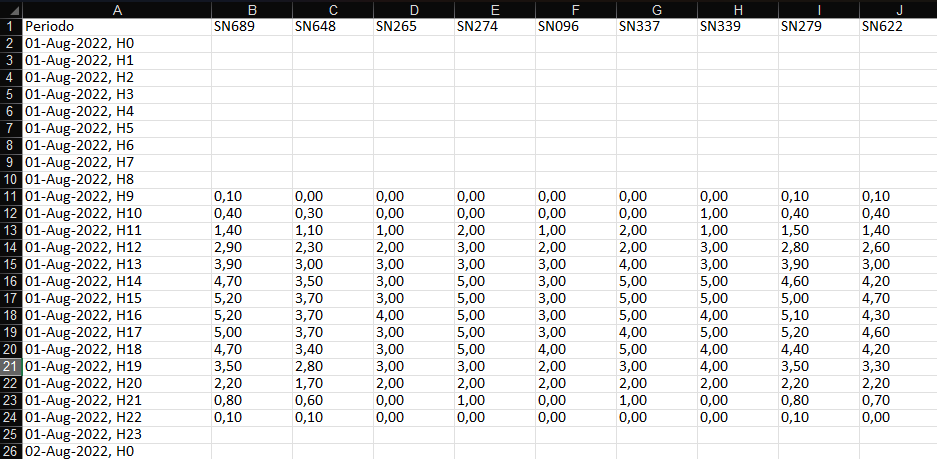 A B C D E F G H I J
1 Periodo SN689 SN648 SN265 SN274 SN096 SN337 SN339 SN279 SN622
2 01-Aug-2022, H0
3 01-Aug-2022, H1
4 01-Aug-2022, H2
5 01-Aug-2022, H3
6 01-Aug-2022, H4
7 01-Aug-2022, H5
8 01-Aug-2022, H6
9 01-Aug-2022, H7
10 01-Aug-2022, H8
11 01-Aug-2022, H9 0,10 0,00 0,00 0,00 0,00 0,00 0,00 0,10 0,10
12 01-Aug-2022, H10 0,40 0,30 0,00 0,00 0,00 0,00 1,00 0,40 0,40
13 01-Aug-2022, H11 1,40 1,10 1,00 2,00 1,00 2,00 1,00 1,50 1,40
14 01-Aug-2022, H12 2,90 2,30 2,00 3,00 2,00 2,00 3,00 2,80 2,60
15 01-Aug-2022, H13 3,90 3,00 3,00 3,00 3,00 4,00 3,00 3,90 3,00
16 01-Aug-2022, H14 4,70 3,50 3,00 5,00 3,00 5,00 5,00 4,60 4,20
17 01-Aug-2022, H15 5,20 3,70 3,00 5,00 3,00 5,00 5,00 5,00 4,70
18 01-Aug-2022, H16 5,20 3,70 4,00 5,00 3,00 5,00 4,00 5,10 4,30
19 01-Aug-2022, H17 5,00 3,70 3,00 5,00 3,00 4,00 5,00 5,20 4,60
20 01-Aug-2022, H18 4,70 3,40 3,00 5,00 4,00 5,00 4,00 4,40 4,20
21 01-Aug-2022, H19 3,50 2,80 3,00 3,00 2,00 3,00 4,00 3,50 3,30
22 01-Aug-2022, H20 2,20 1,70 2,00 2,00 2,00 2,00 2,00 2,20 2,20
23 01-Aug-2022, H21 0,80 0,60 0,00 1,00 0,00 1,00 0,00 0,80 0,70
24 01-Aug-2022, H22 0,10 0,10 0,00 0,00 0,00 0,00 0,00 0,10 0,00
25 01-Aug-2022, H23
26 02-Aug-2022, H0